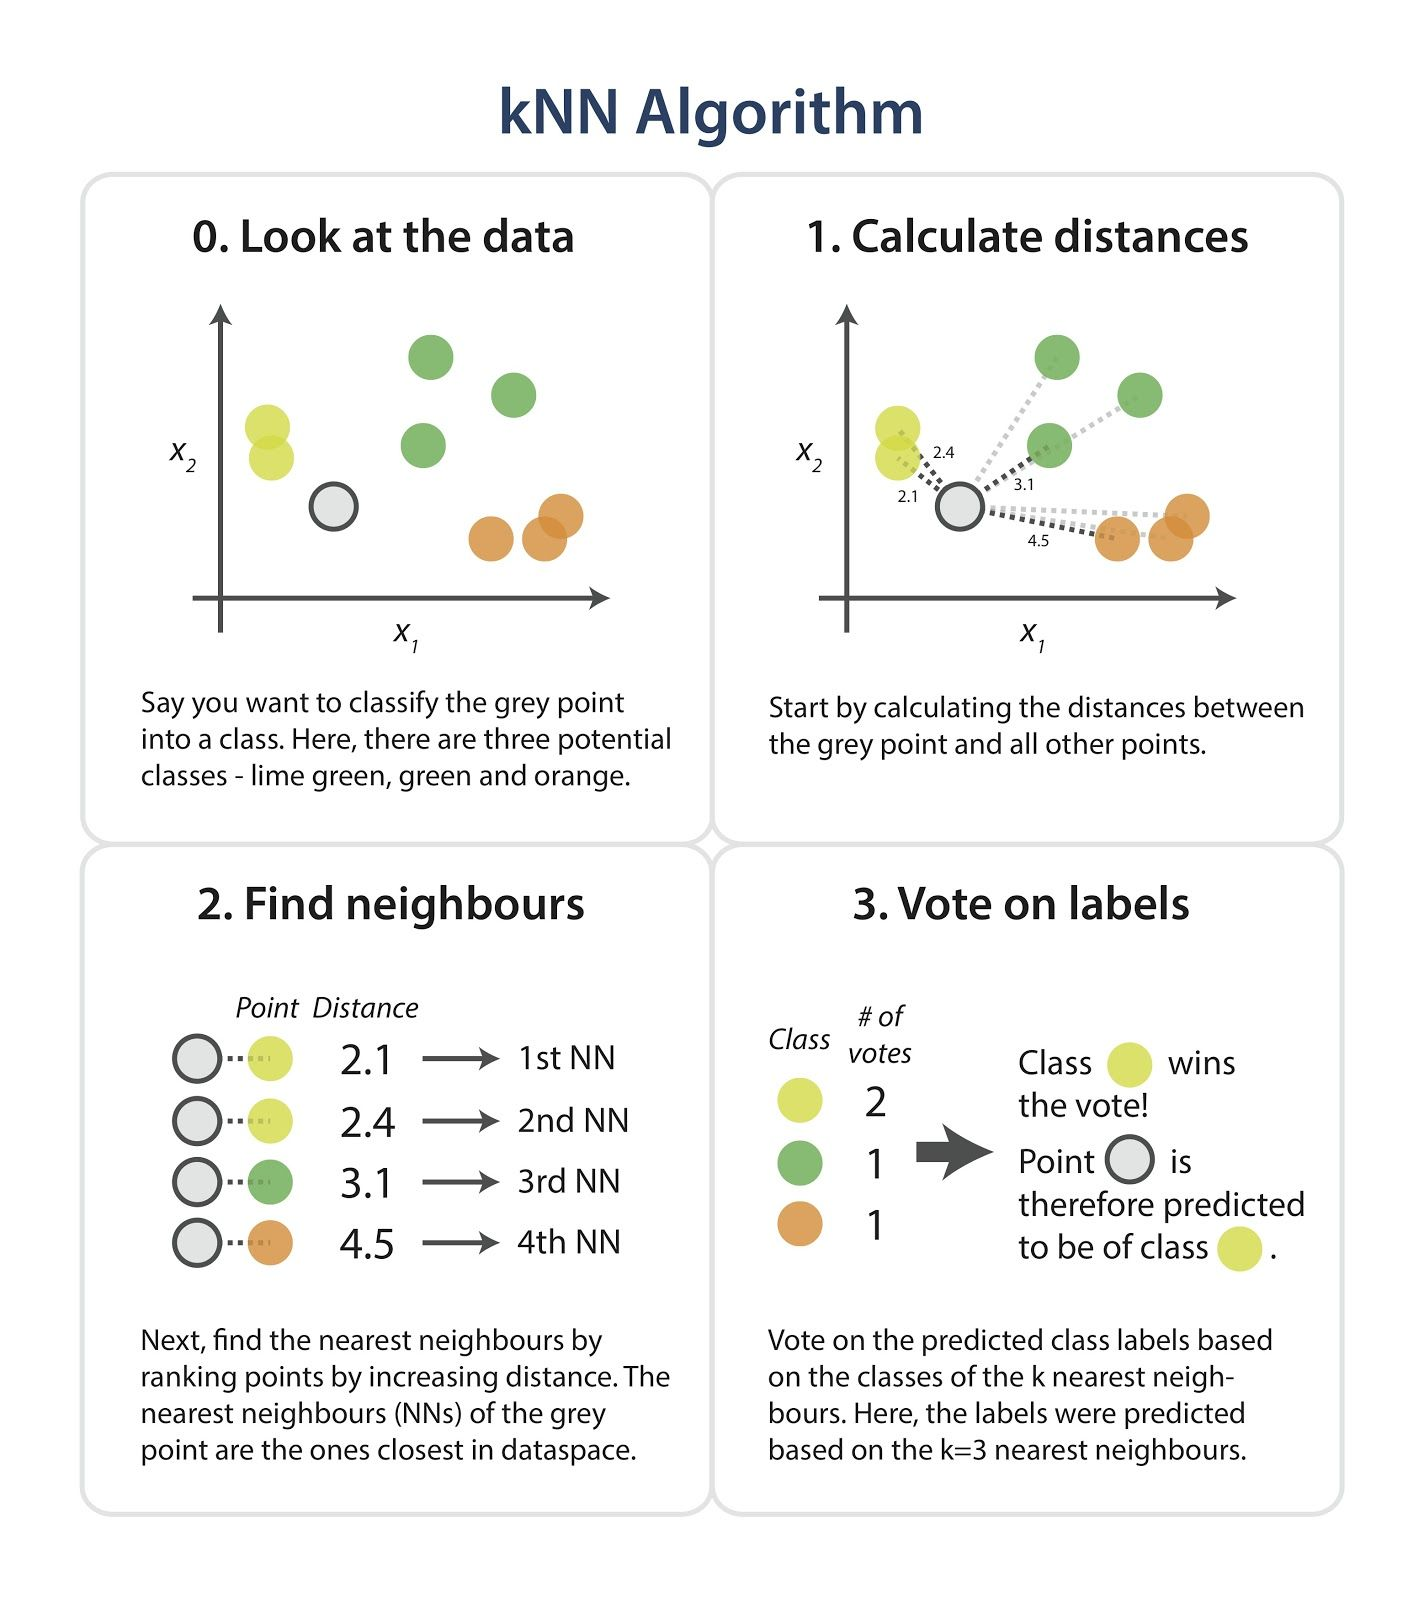 kNN Algorithm
0. Look at the data
x2
x1
Say you want to classify the grey point
into a class. Here, there are three potential
classes - lime green, green and orange.
1. Calculate distances
x2
2.4
2.1
3.1
4.5
x1
Start by calculating the distances between
the grey point and all other points.
2. Find neighbours
Point Distance
2.1 1st NN
2.4 2nd NN
3.1 3rd NN
4.5 4th NN
Next, find the nearest neighbours by
ranking points by increasing distance. The
nearest neighbours (NNs) of the grey
point are the ones closest in dataspace.
3. Vote on labels
Class # of
votes
2
1
1
Class wins
the vote!
Point is
therefore predicted
to be of class .
Vote on the predicted class labels based
on the classes of the k nearest neigh-
bours. Here, the labels were predicted
based on the k=3 nearest neighbours.